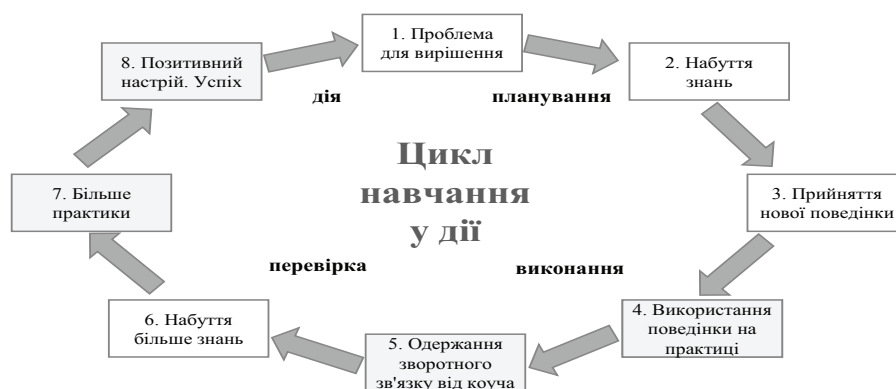 1. Проблема
для вирішення
2. Набуття
знань
3. Прийняття
нової поведінки
4. Використання
поведінки на
практиці
5. Одержання
зворотного
зв'язку від коуча
6. Набуття
більше знань
7. Більше
практики
8. Позитивний
настрій. Успіх
дія
планування
Цикл
навчання
у дії
перевірка
виконання